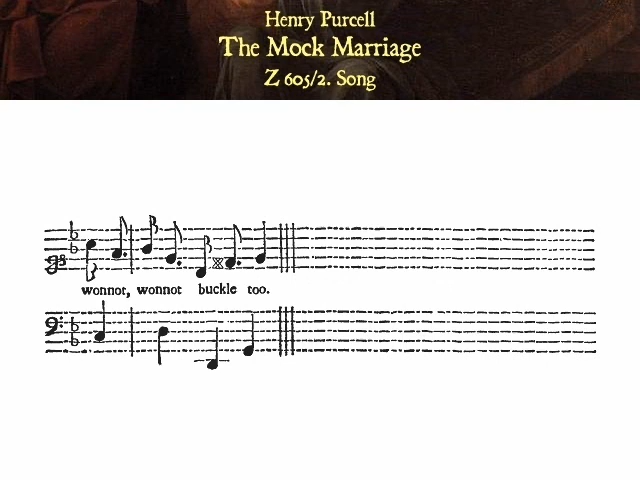 Henry Purcell
The Mock Marriage
Z 605/2. Song
wonnot, wonnot buckle too.